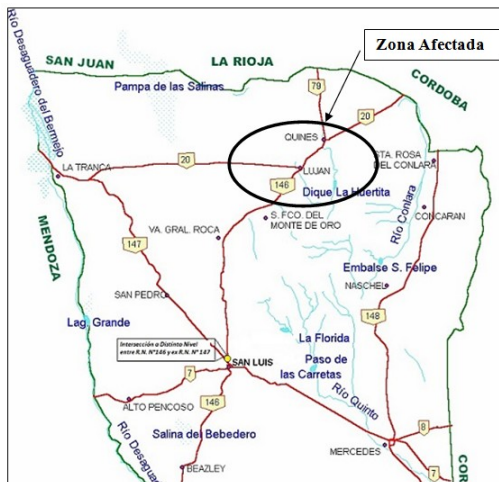 Zona Afectada
SAN JUAN
LA RIOJA
CORDOBA
Río Desaguadero del Bermejo
Pampa de las Salinas
79
20
QUINES
20
LUJAN
STA. ROSA
DEL CONLARA
LA TRANCA
146
Dique La Huertita
S. FCO. DEL
MONTE DE ORO
CONCARAN
Río Conlara
VA. GRAL. ROCA
MENDOZA
147
Embalse S. Felipe
NASCHEL
SAN PEDRO
148
Lag. Grande
La Florida
Intersección a Distinto Nivel
entre R.N. N°146 y ex R.N. N° 147
SAN LUIS
Paso de
las Carretas
7
Río Quinto
ALTO PENCOSO
146
Salina del Bebedero
8
MERCEDES
Río Desagua
BEAZLEY
7
COR